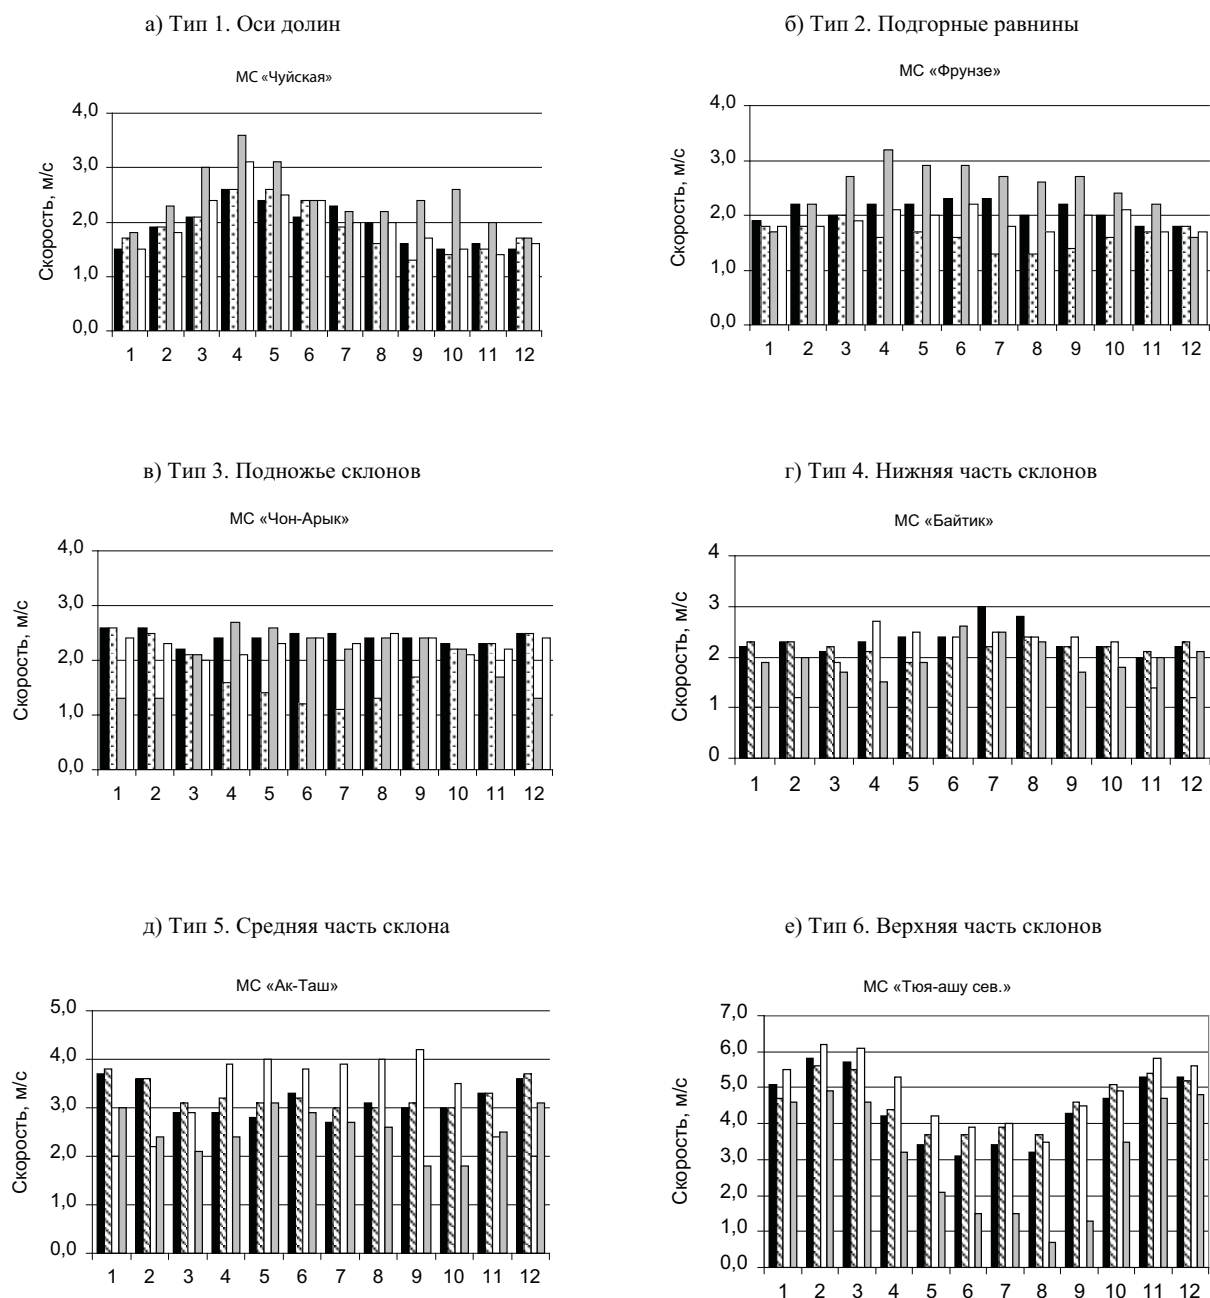 а) Тип 1. Оси долин
б) Тип 2. Подгорные равнины
МС «Чуйская»
Скорость, м/с
4,0
3,0
2,0
1,0
0,0
1 2 3 4 5 6 7 8 9 10 11 12
МС «Фрунзе»
Скорость, м/с
4,0
3,0
2,0
1,0
0,0
1 2 3 4 5 6 7 8 9 10 11 12
в) Тип 3. Подножье склонов
г) Тип 4. Нижняя часть склонов
МС «Чон-Арык»
Скорость, м/с
4,0
3,0
2,0
1,0
0,0
1 2 3 4 5 6 7 8 9 10 11 12
МС «Байтик»
Скорость, м/с
4
3
2
1
0
1 2 3 4 5 6 7 8 9 10 11 12
д) Тип 5. Средняя часть склона
е) Тип 6. Верхняя часть склонов
МС «Ак-Таш»
Скорость, м/с
5,0
4,0
3,0
2,0
1,0
0,0
1 2 3 4 5 6 7 8 9 10 11 12
МС «Тюя-ашу сев.»
Скорость, м/с
7,0
6,0
5,0
4,0
3,0
2,0
1,0
0,0
1 2 3 4 5 6 7 8 9 10 11 12